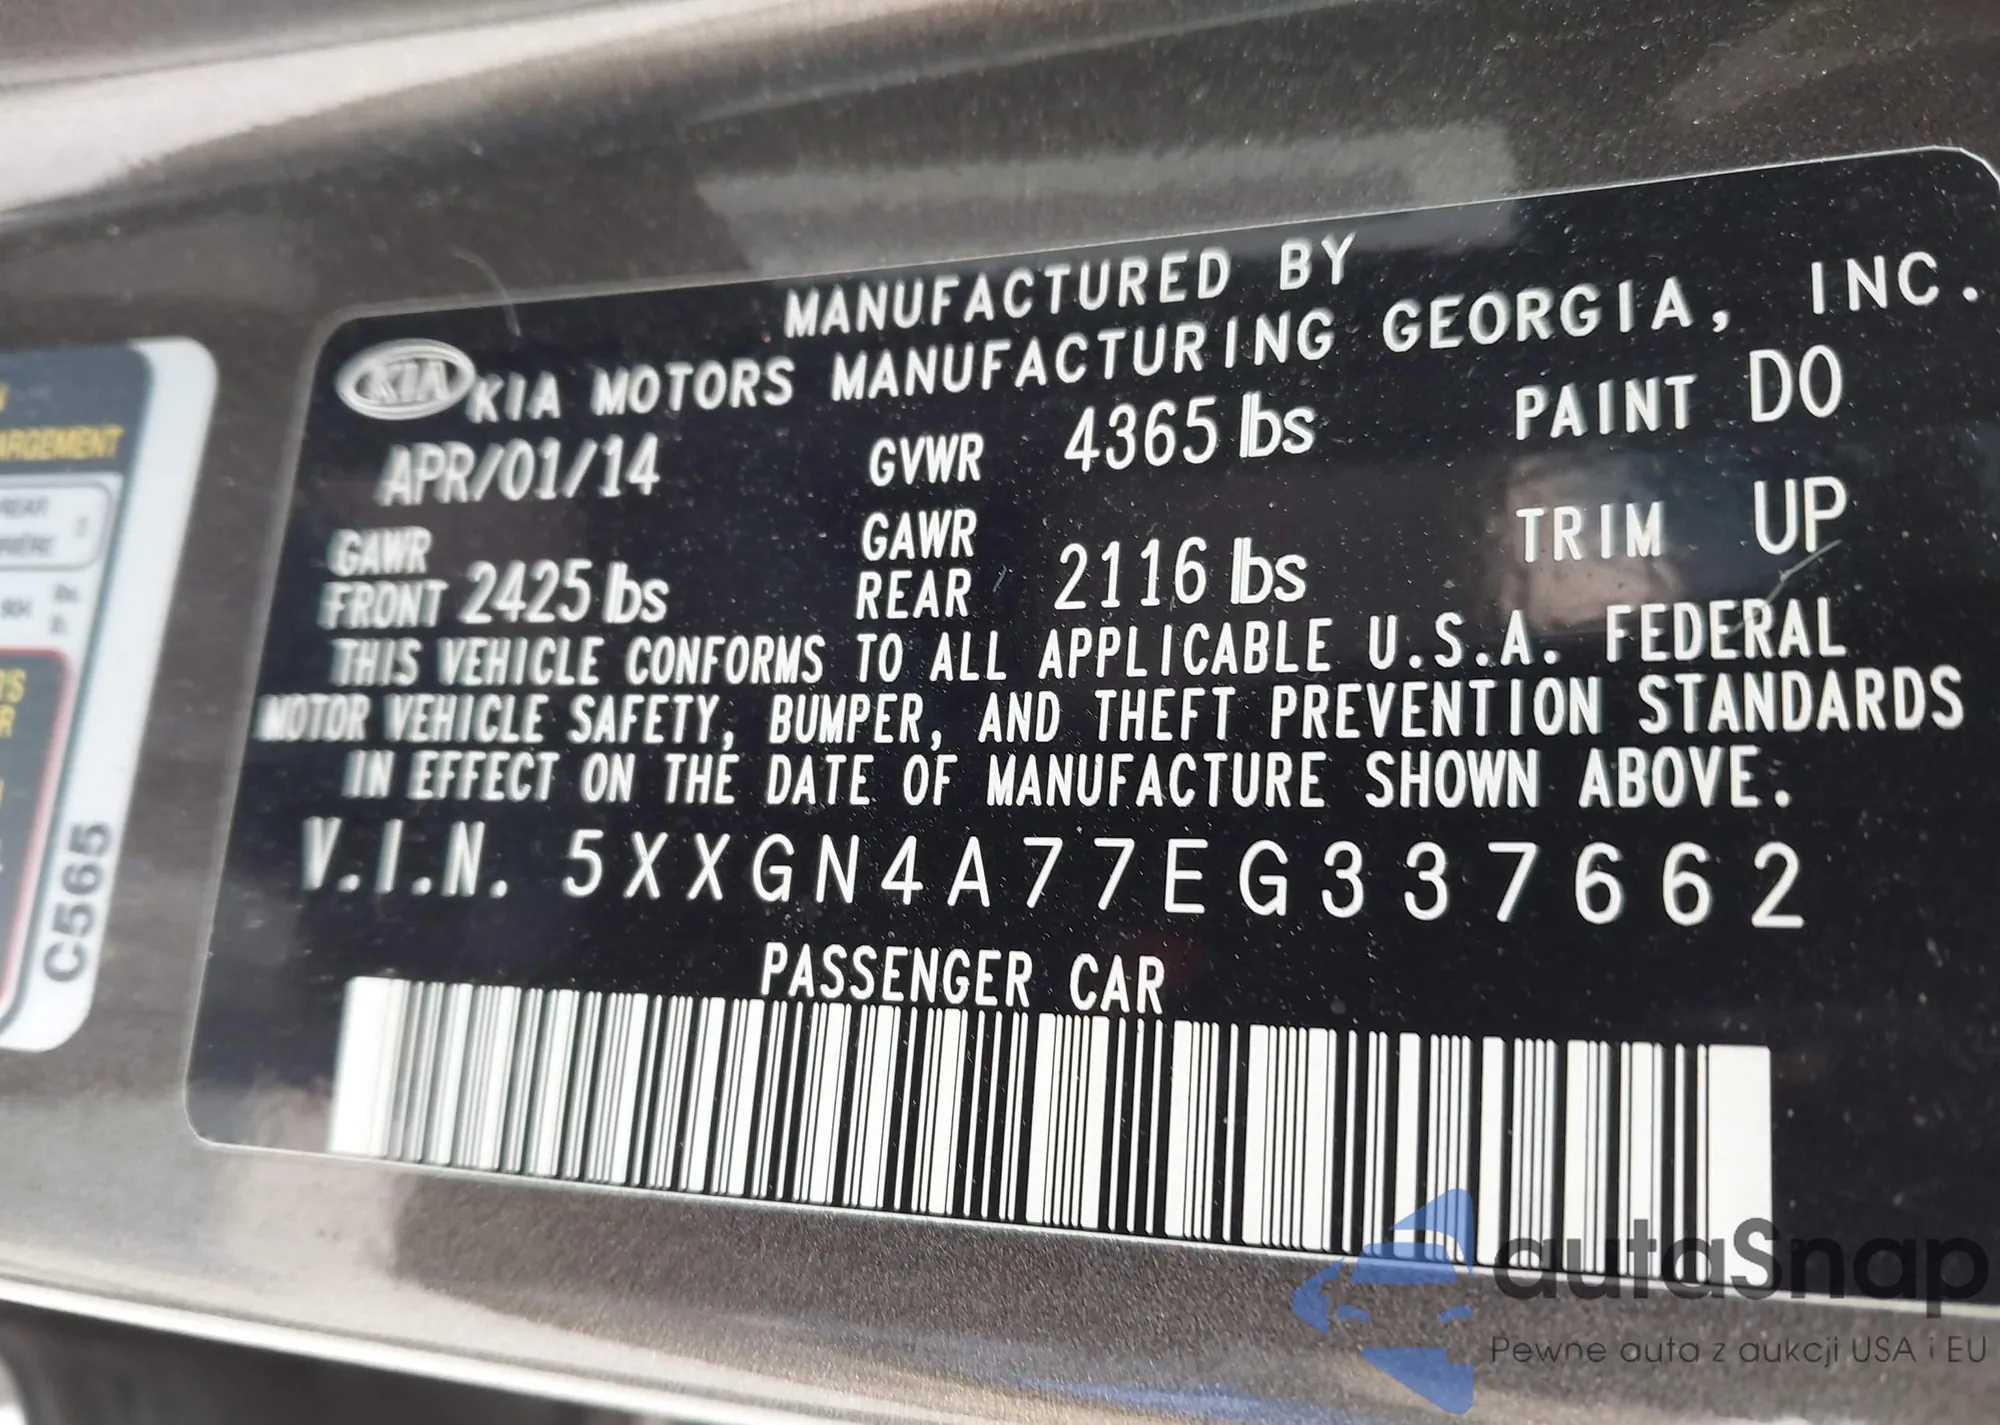 MANUFACTURED BY
KIA KIA MOTORS MANUFACTURING GEORGIA, INC.
APR/01/14 GVWR 4365 lbs PAINT D0
GAWR FRONT 2425 lbs GAWR REAR 2116 lbs TRIM UP
THIS VEHICLE CONFORMS TO ALL APPLICABLE U.S.A. FEDERAL
MOTOR VEHICLE SAFETY, BUMPER, AND THEFT PREVENTION STANDARDS
IN EFFECT ON THE DATE OF MANUFACTURE SHOWN ABOVE.
V.I.N. 5XXGN4A77EG337662
PASSENGER CAR
C565
autaSnap
Pewne auta z aukcji USA i EU